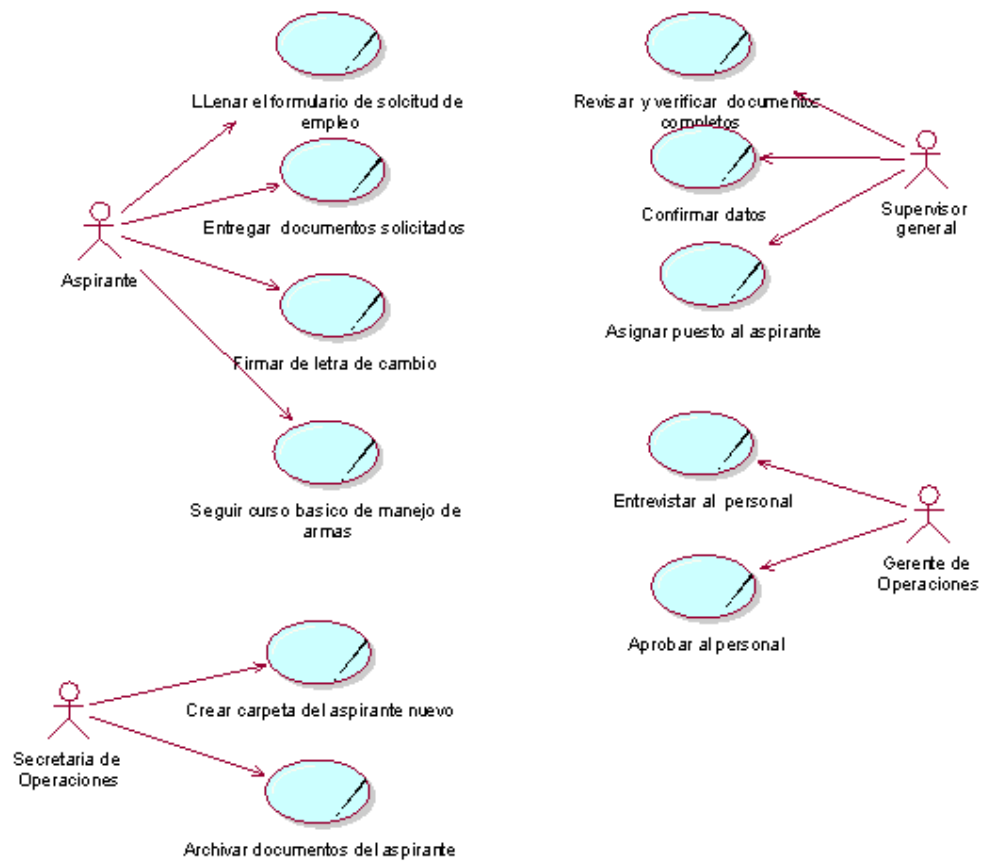 LLenar el formulario de solcitud de
empleo
Revisar y verificar documentos
completos
Entregar documentos solicitados
Confirmar datos
Supervisor
general
Aspirante
Asignar puesto al aspirante
Firmar de letra de cambio
Seguir curso basico de manejo de
armas
Entrevistar al personal
Gerente de
Operaciones
Aprobar al personal
Crear carpeta del aspirante nuevo
Secretaria de
Operaciones
Archivar documentos del aspirante